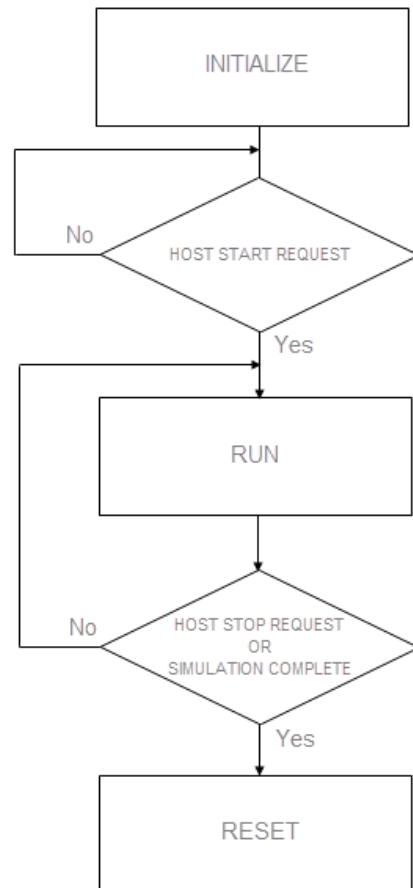 INITIALIZE
No
HOST START REQUEST
Yes
RUN
No
HOST STOP REQUEST
OR
SIMULATION COMPLETE
Yes
RESET